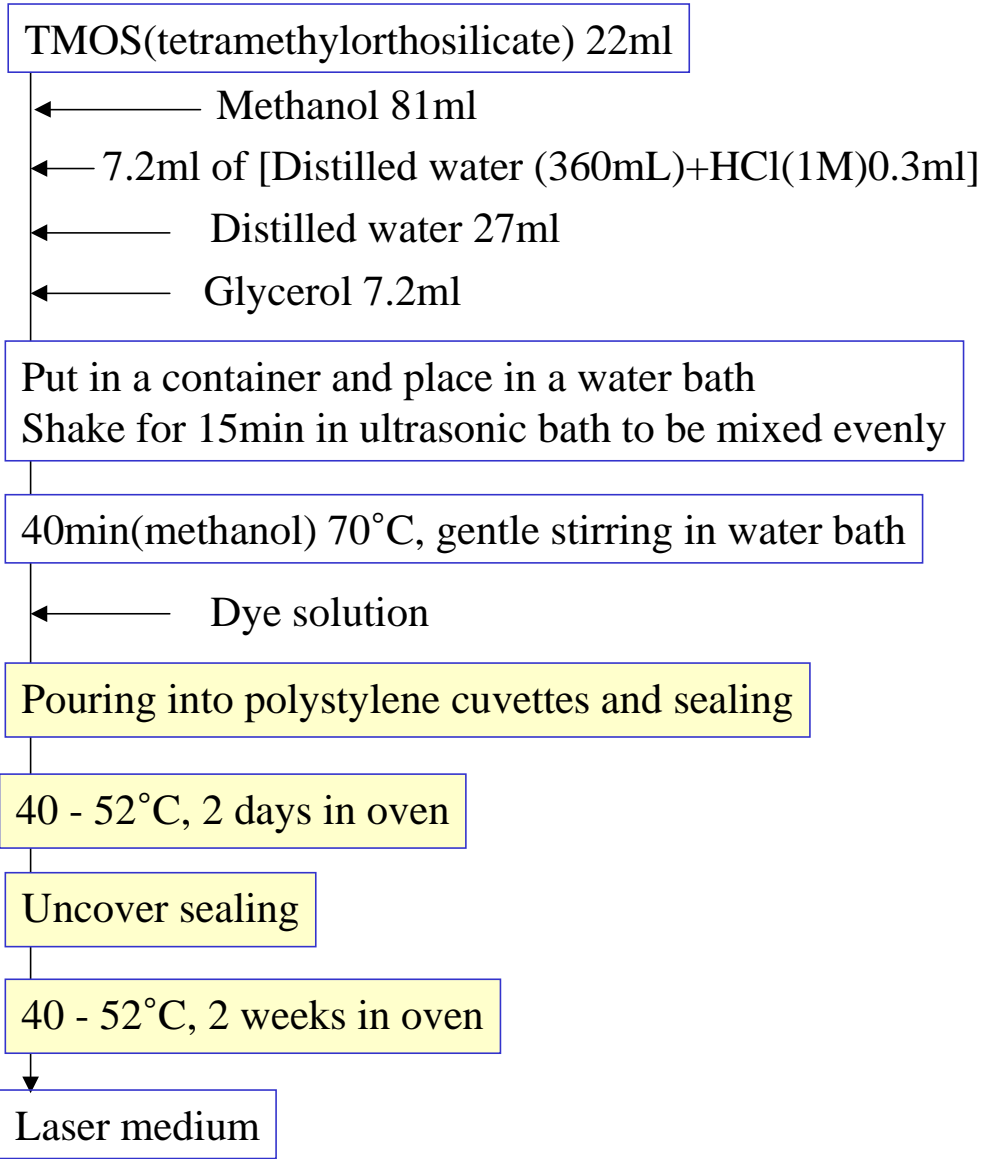 TMOS(tetramethylorthosilicate) 22ml
Methanol 81ml
7.2ml of [Distilled water (360mL)+HCl(1M)0.3ml]
Distilled water 27ml
Glycerol 7.2ml
Put in a container and place in a water bath
Shake for 15min in ultrasonic bath to be mixed evenly
40min(methanol) 70°C, gentle stirring in water bath
Dye solution
Pouring into polystylene cuvettes and sealing
40 - 52°C, 2 days in oven
Uncover sealing
40 - 52°C, 2 weeks in oven
Laser medium